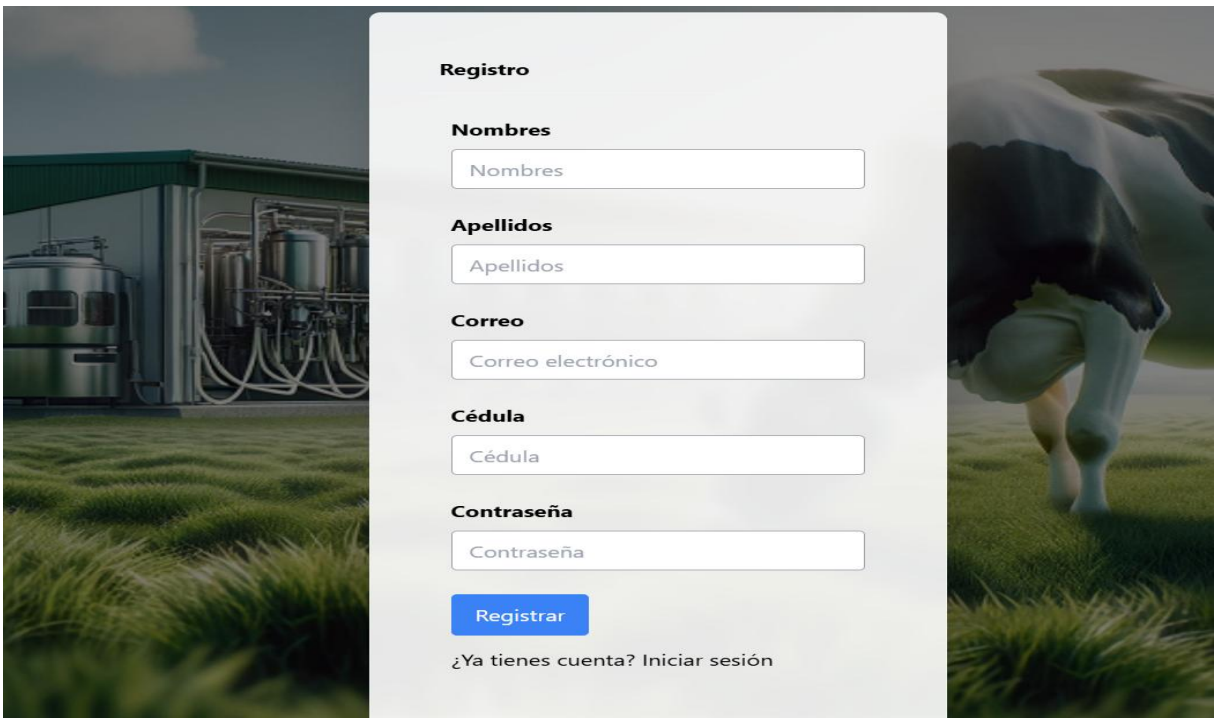 Registro
Nombres
Nombres
Apellidos
Apellidos
Correo
Correo electrónico
Cédula
Cédula
Contraseña
Contraseña
Registrar
¿Ya tienes cuenta? Iniciar sesión